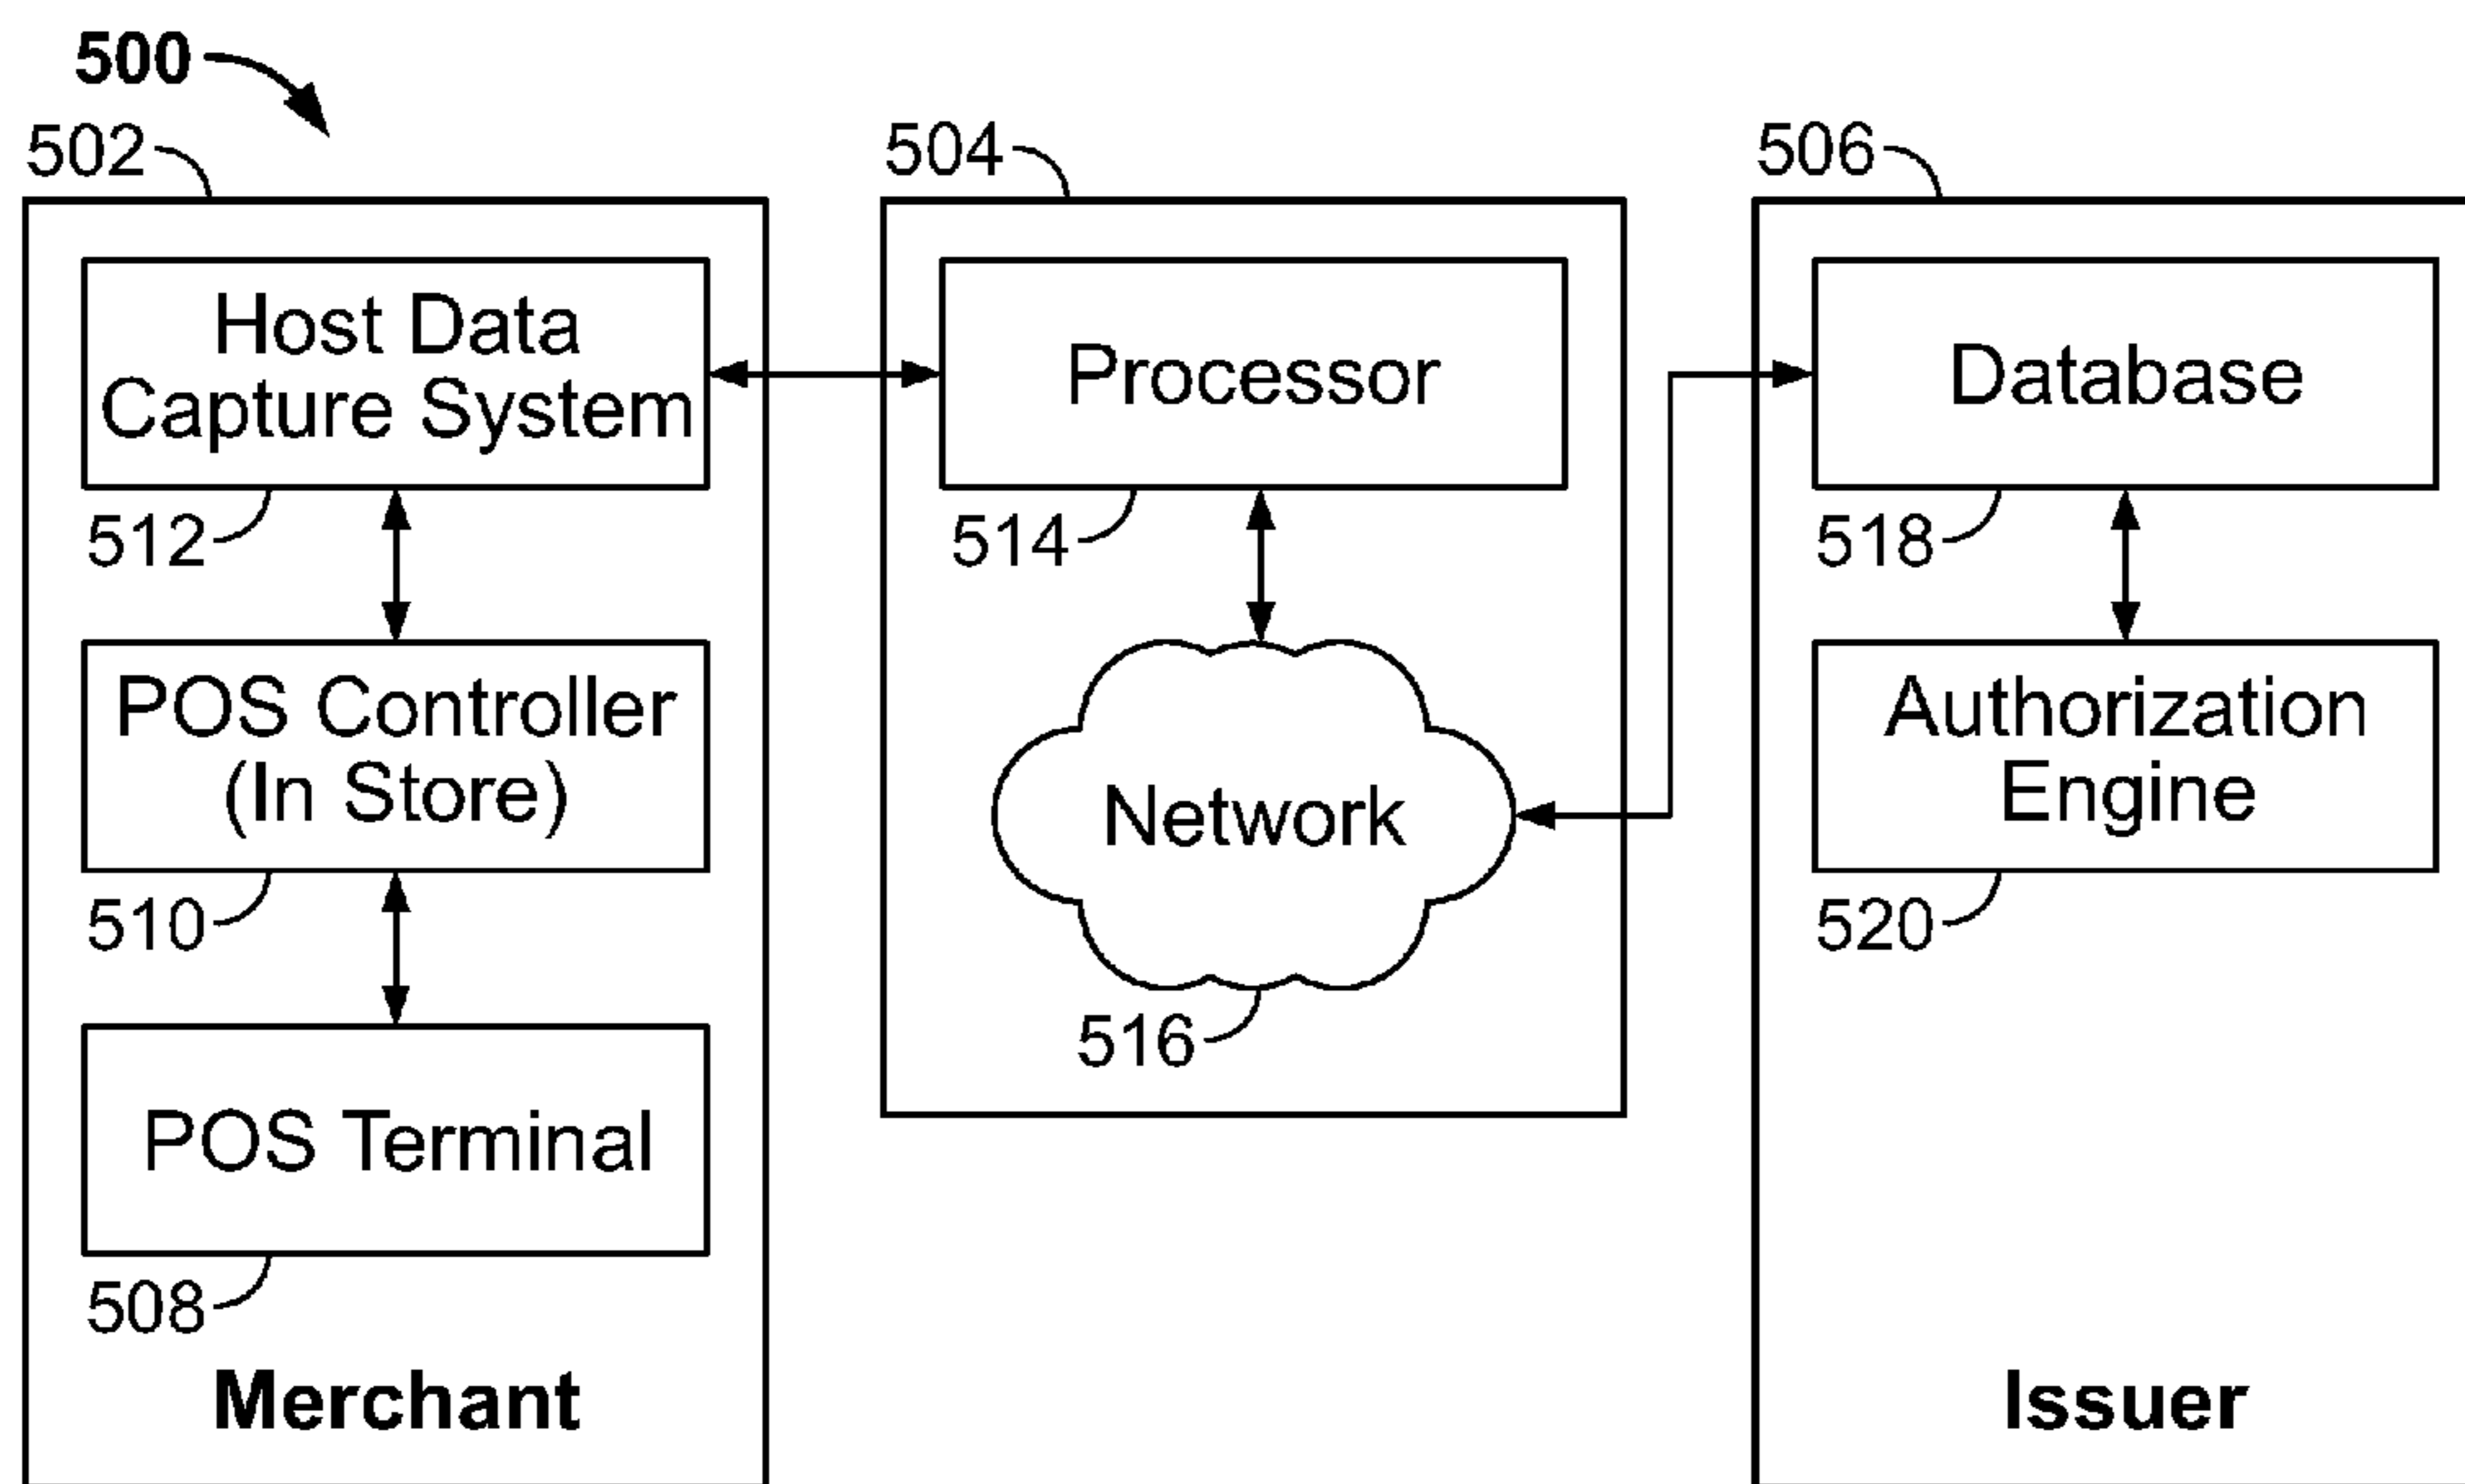 500
502
504
506
Host Data
Capture System
Processor
Database
512
514
518
POS Controller
(In Store)
Network
Authorization
Engine
510
520
516
POS Terminal
508
Merchant
Issuer